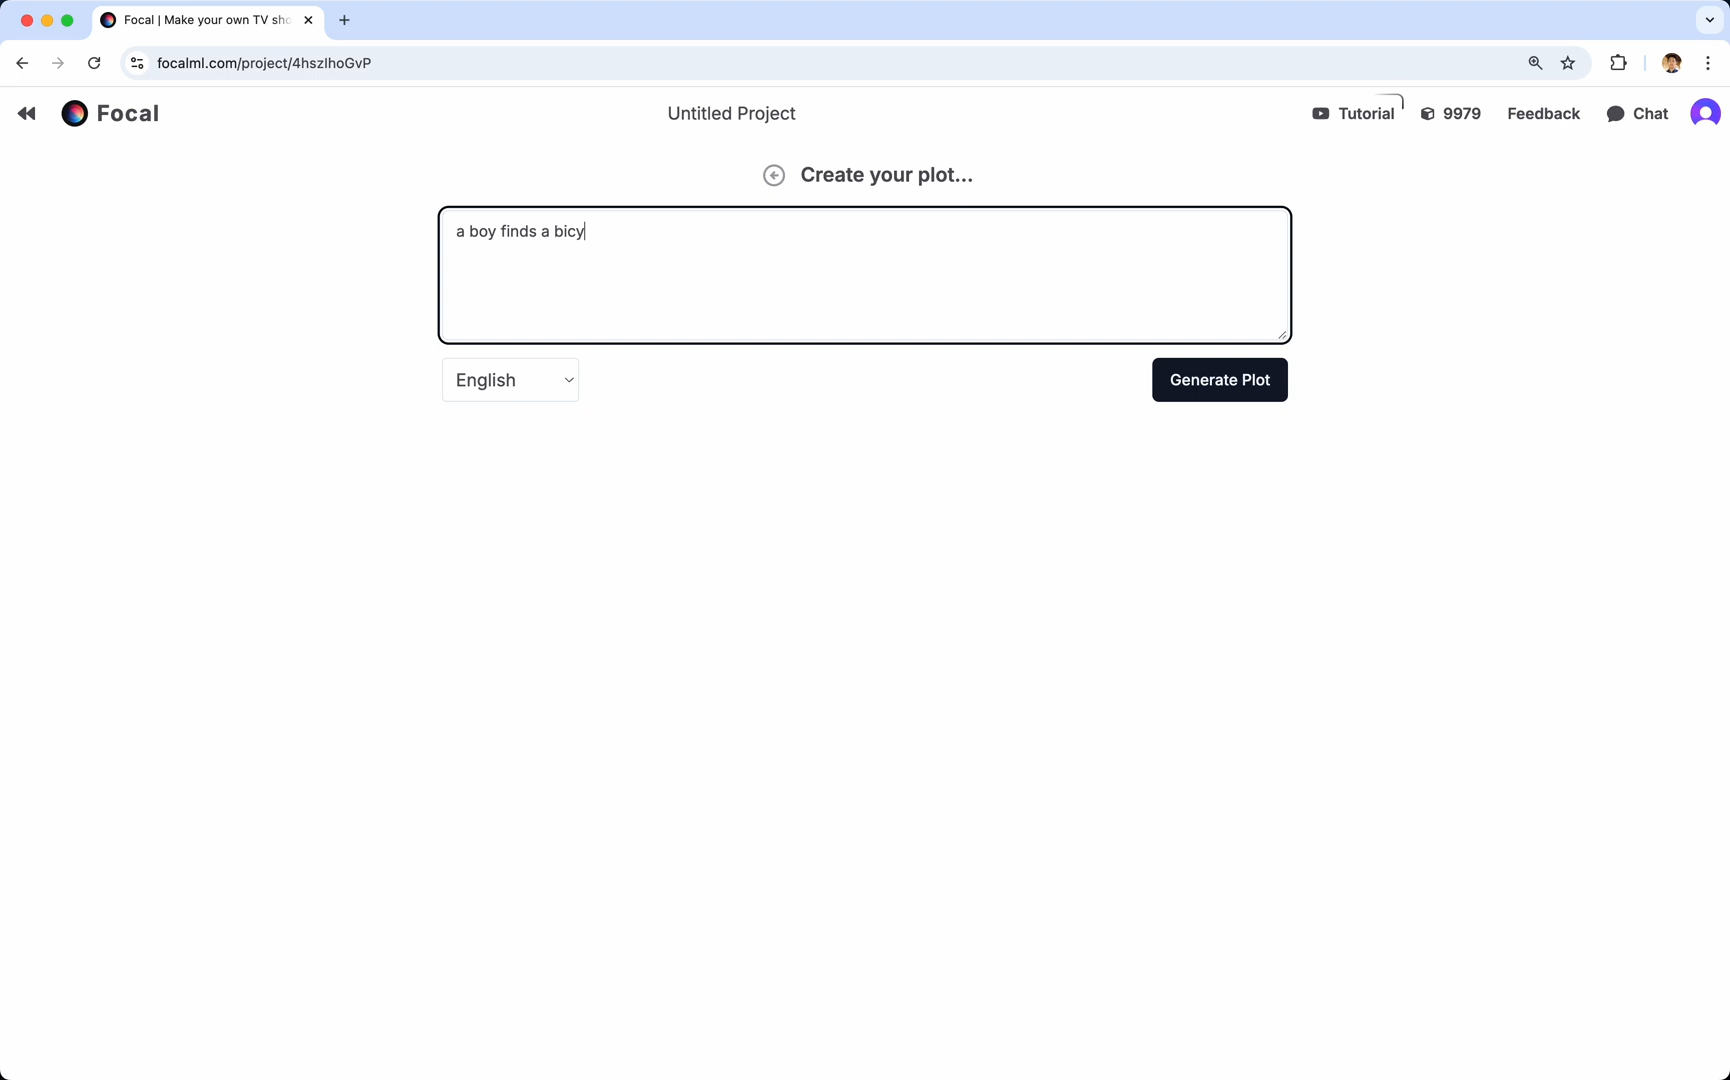 Focal | Make your own TV sho
focalml.com/project/4hszIhoGvP
Focal
Untitled Project
Tutorial
9979
Feedback
Chat
Create your plot...
a boy finds a bicy
English
Generate Plot